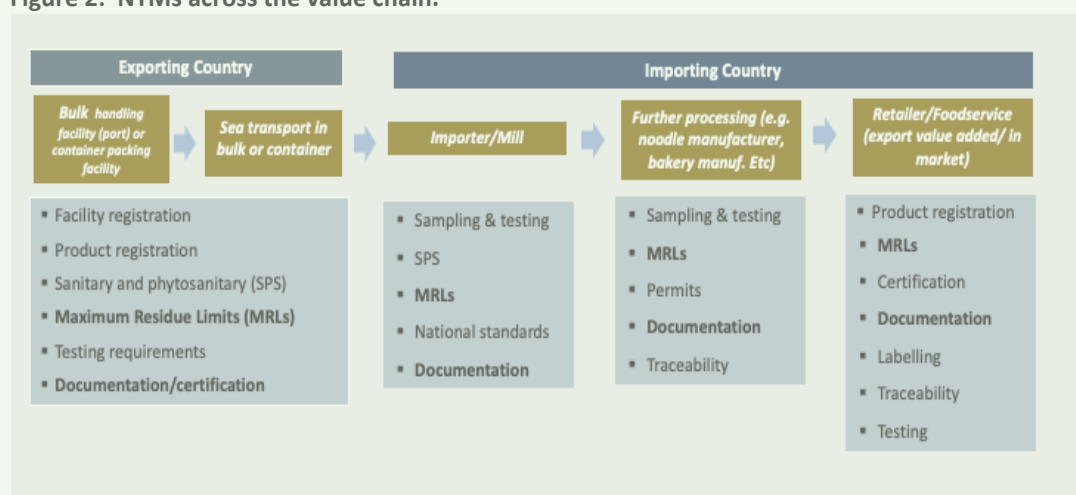 Figure 2: NTMs across the value chain.
Exporting Country
Bulk handling
facility (port) or
container packing
facility
Sea transport in
bulk or container
▪ Facility registration
▪ Product registration
▪ Sanitary and phytosanitary (SPS)
▪ Maximum Residue Limits (MRLs)
▪ Testing requirements
▪ Documentation/certification
Importing Country
Importer/Mill
▪ Sampling & testing
▪ SPS
▪ MRLs
▪ National standards
▪ Documentation
Further processing (e.g.
noodle manufacturer,
bakery manuf. Etc)
▪ Sampling & testing
▪ MRLs
▪ Permits
▪ Documentation
▪ Traceability
Retailer/Foodservice
(export value added/ in
market)
▪ Product registration
▪ MRLs
▪ Certification
▪ Documentation
▪ Labelling
▪ Traceability
▪ Testing